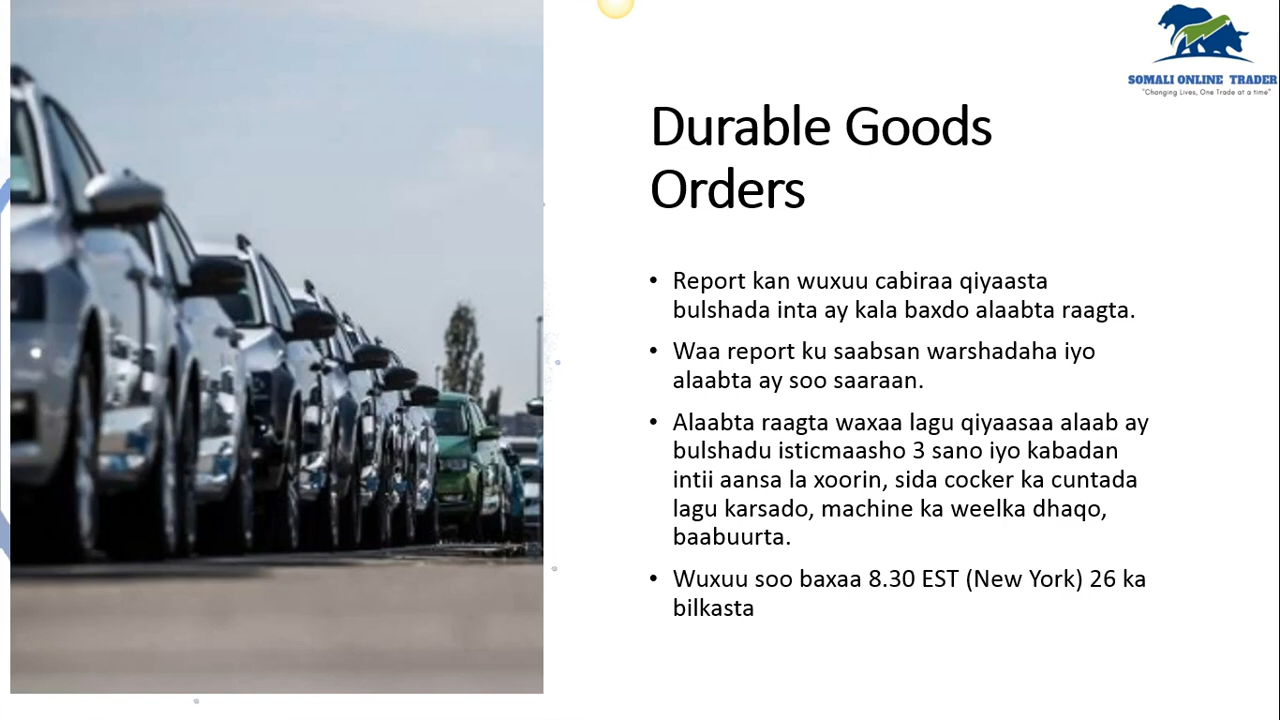 SOMALI ONLINE TRADER
"Changing Lives, One Trade at a time"
Durable Goods
Orders
• Report kan wuxuu cabiraa qiyaasta
bulshada inta ay kala baxdo alaabta raagta.
• Waa report ku saabsan warshadaha iyo
alaabta ay soo saaraan.
• Alaabta raagta waxaa lagu qiyaasaa alaab ay
bulshadu isticmaasho 3 sano iyo kabadan
intii aansa la xoorin, sida cocker ka cuntada
lagu karsado, machine ka weelka dhaqo,
baabuurta.
• Wuxuu soo baxaa 8.30 EST (New York) 26 ka
bilkasta